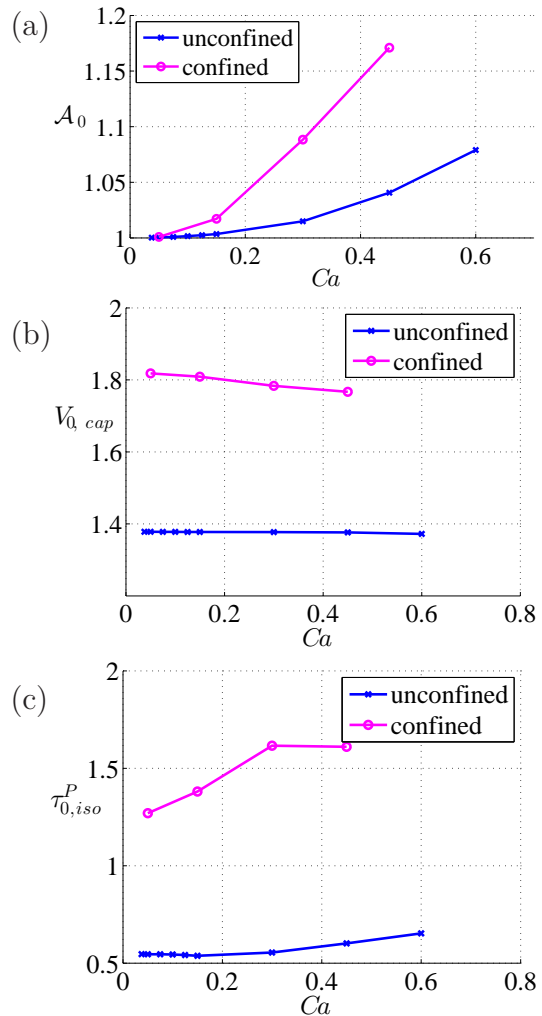 (a)
1.2
1.15
1.1
1.05
1
𝒜₀
unconfined
confined
0 0.2 0.4 0.6
Ca
(b)
2
1.8
1.6
1.4
V₀, cap
unconfined
confined
0 0.2 0.4 0.6 0.8
Ca
(c)
2
1.5
1
0.5
τᴾ₀,iso
unconfined
confined
0 0.2 0.4 0.6 0.8
Ca